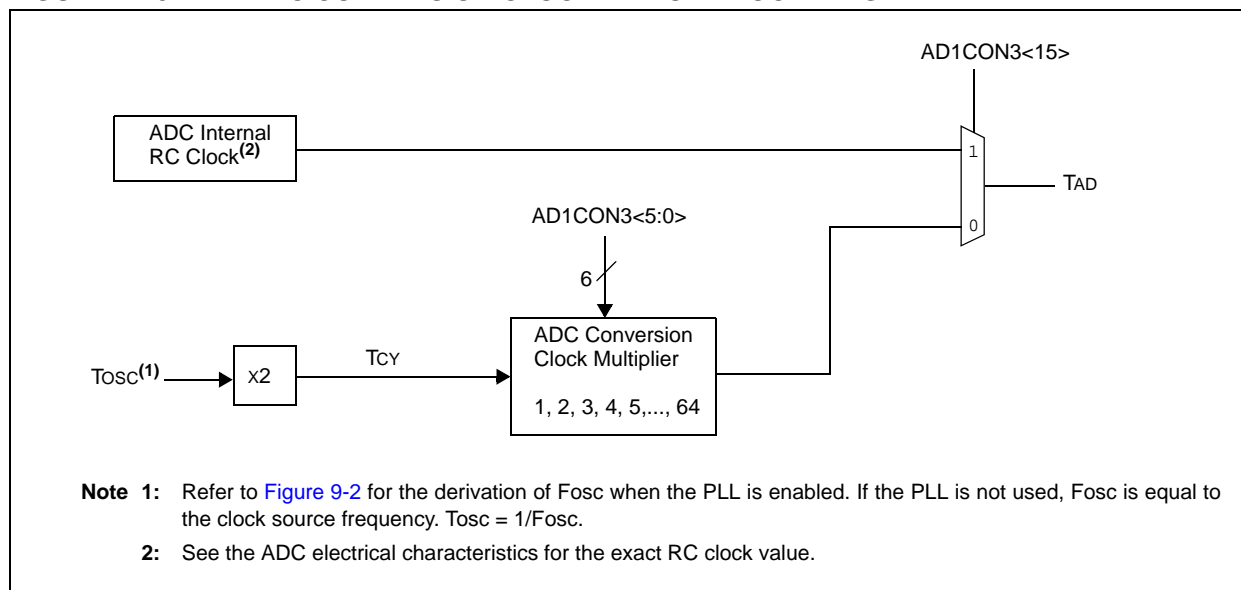 AD1CON3<15>
ADC Internal
RC Clock(2)
1
TAD
AD1CON3<5:0>
0
6
ADC Conversion
Clock Multiplier
TOSC(1)
X2
TCY
1, 2, 3, 4, 5,..., 64
Note 1: Refer to Figure 9-2 for the derivation of Fosc when the PLL is enabled. If the PLL is not used, Fosc is equal to
the clock source frequency. Tosc = 1/Fosc.
2: See the ADC electrical characteristics for the exact RC clock value.